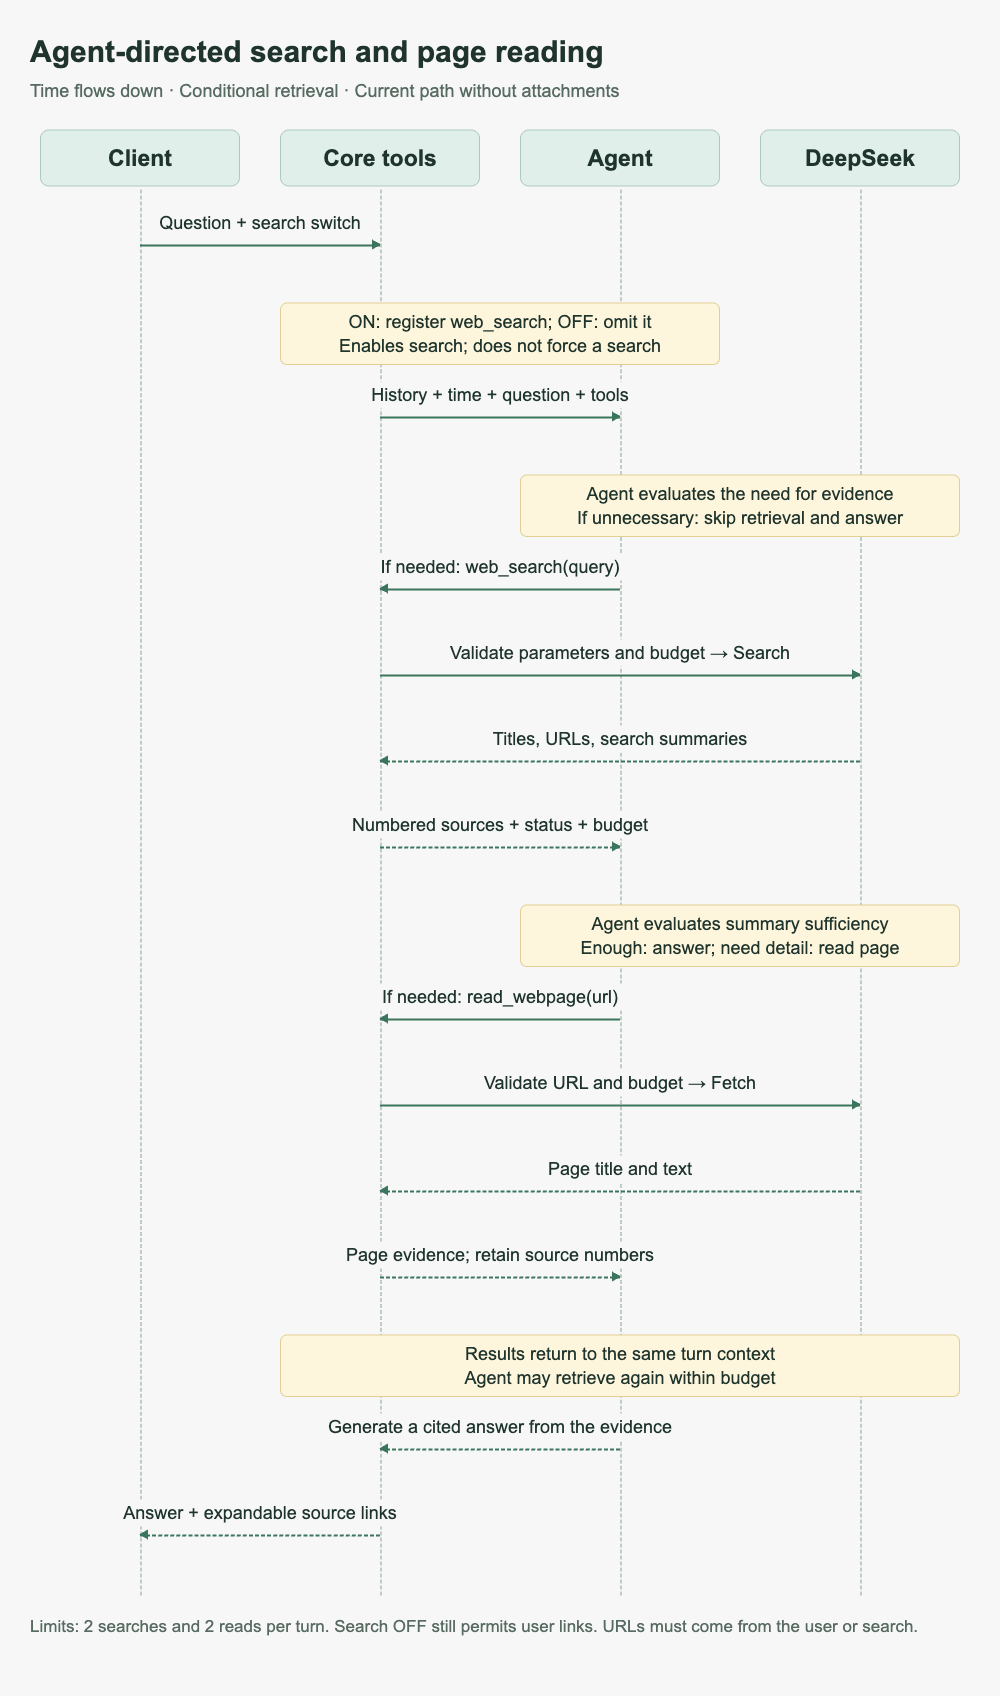 Agent-directed search and page reading
Time flows down · Conditional retrieval · Current path without attachments
Client
Core tools
Agent
DeepSeek
Question + search switch
ON: register web_search; OFF: omit it
Enables search; does not force a search
History + time + question + tools
Agent evaluates the need for evidence
If unnecessary: skip retrieval and answer
If needed: web_search(query)
Validate parameters and budget → Search
Titles, URLs, search summaries
Numbered sources + status + budget
Agent evaluates summary sufficiency
Enough: answer; need detail: read page
If needed: read_webpage(url)
Validate URL and budget → Fetch
Page title and text
Page evidence; retain source numbers
Results return to the same turn context
Agent may retrieve again within budget
Generate a cited answer from the evidence
Answer + expandable source links
Limits: 2 searches and 2 reads per turn. Search OFF still permits user links. URLs must come from the user or search.